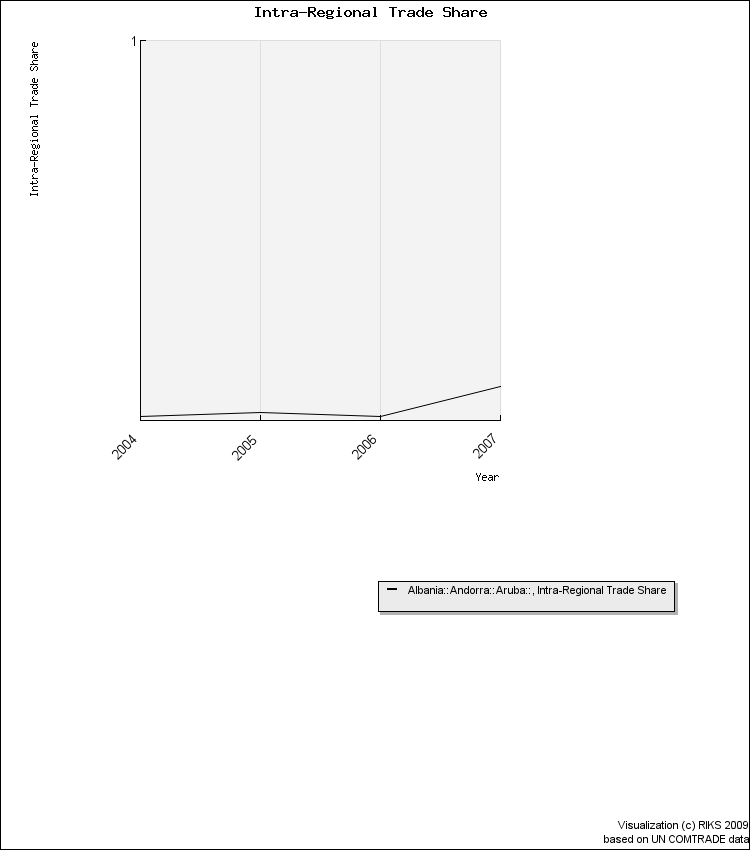 Intra-Regional Trade Share
Intra-Regional Trade Share
1
2004
2005
2006
2007
Year
Albania::Andorra::Aruba::, Intra-Regional Trade Share
Visualization (c) RIKS 2009
based on UN COMTRADE data